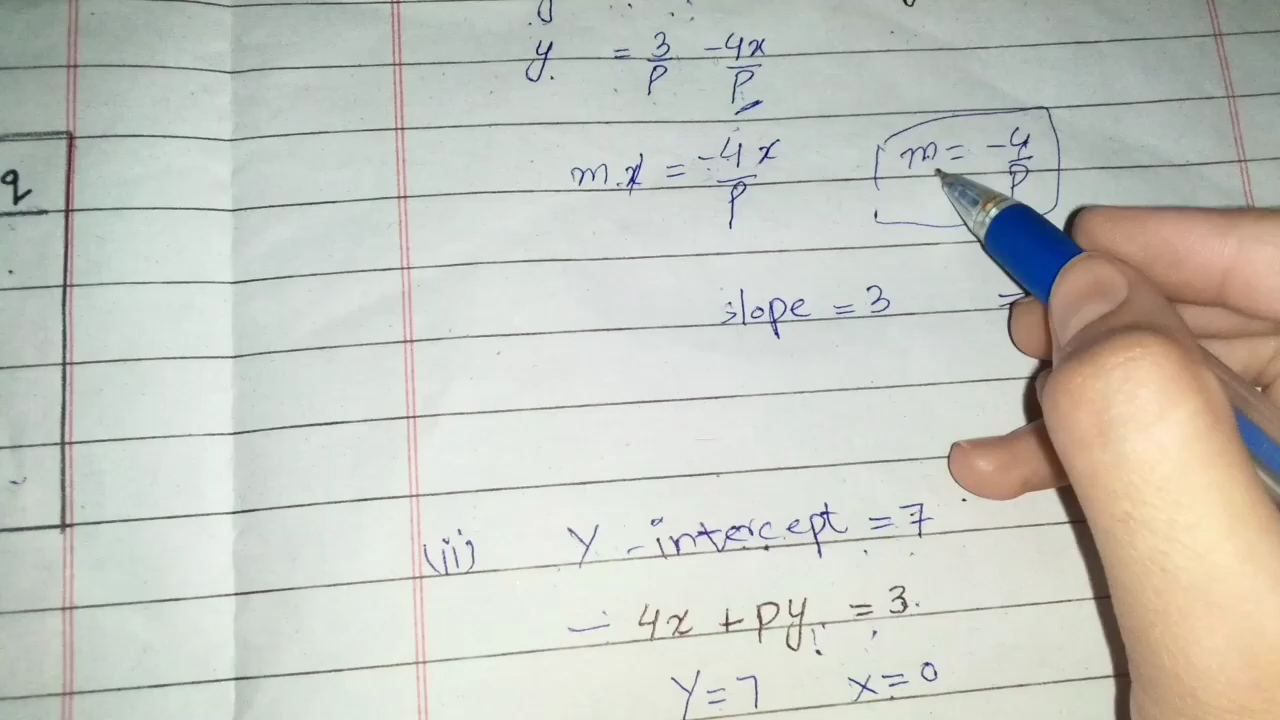 y. = 3/P -4x/P
m.x = -4x/P m = -4/P
q
slope = 3 =
(ii) Y-intercept = 7
- 4x + py = 3.
Y=7 x=0